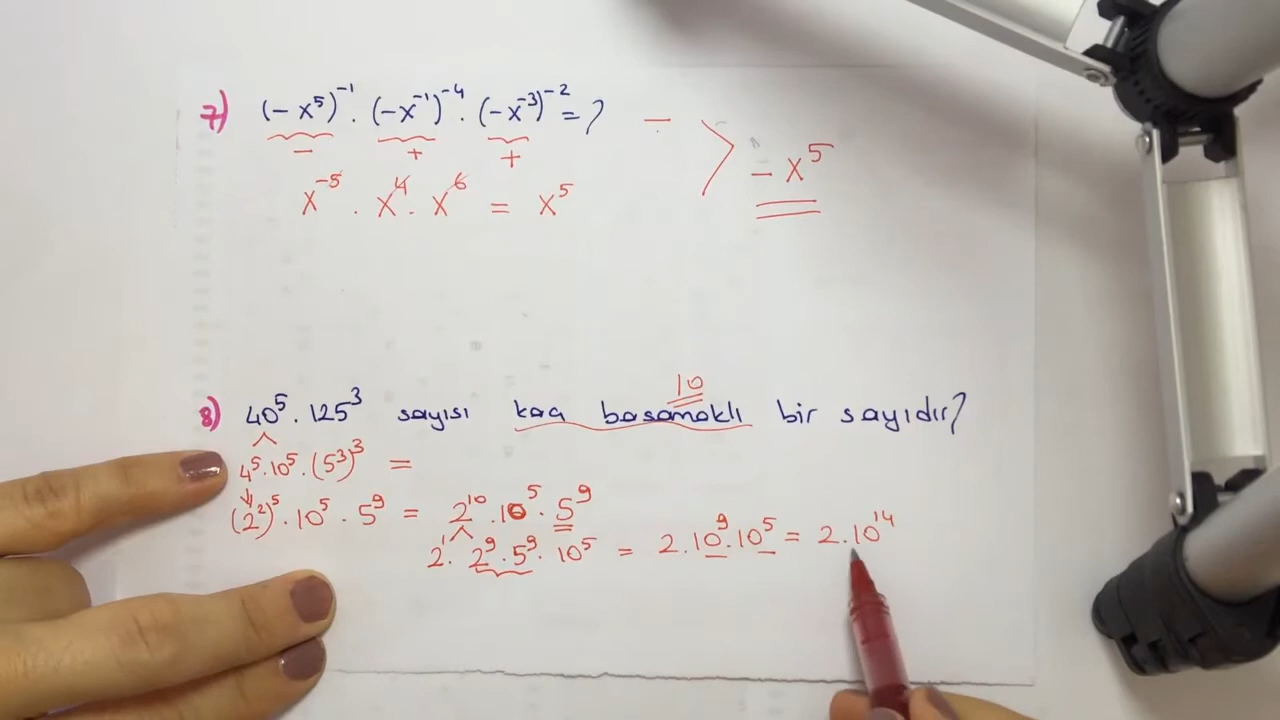 7) (-x⁵)⁻¹ . (-x⁻¹)⁻⁴ . (-x⁻³)⁻² = ?
- + + -
x⁻⁵ . x⁴ . x⁶ = x⁵ > -x⁵
10
8) 40⁵ . 125³ sayısı kaç basamaklı bir sayıdır?
4⁵ . 10⁵ . (5³)³ =
(2²)⁵ . 10⁵ . 5⁹ = 2¹⁰ . 10⁵ . 5⁹
2¹ . 2⁹ . 5⁹ . 10⁵ = 2 . 10⁹ . 10⁵ = 2 . 10¹⁴